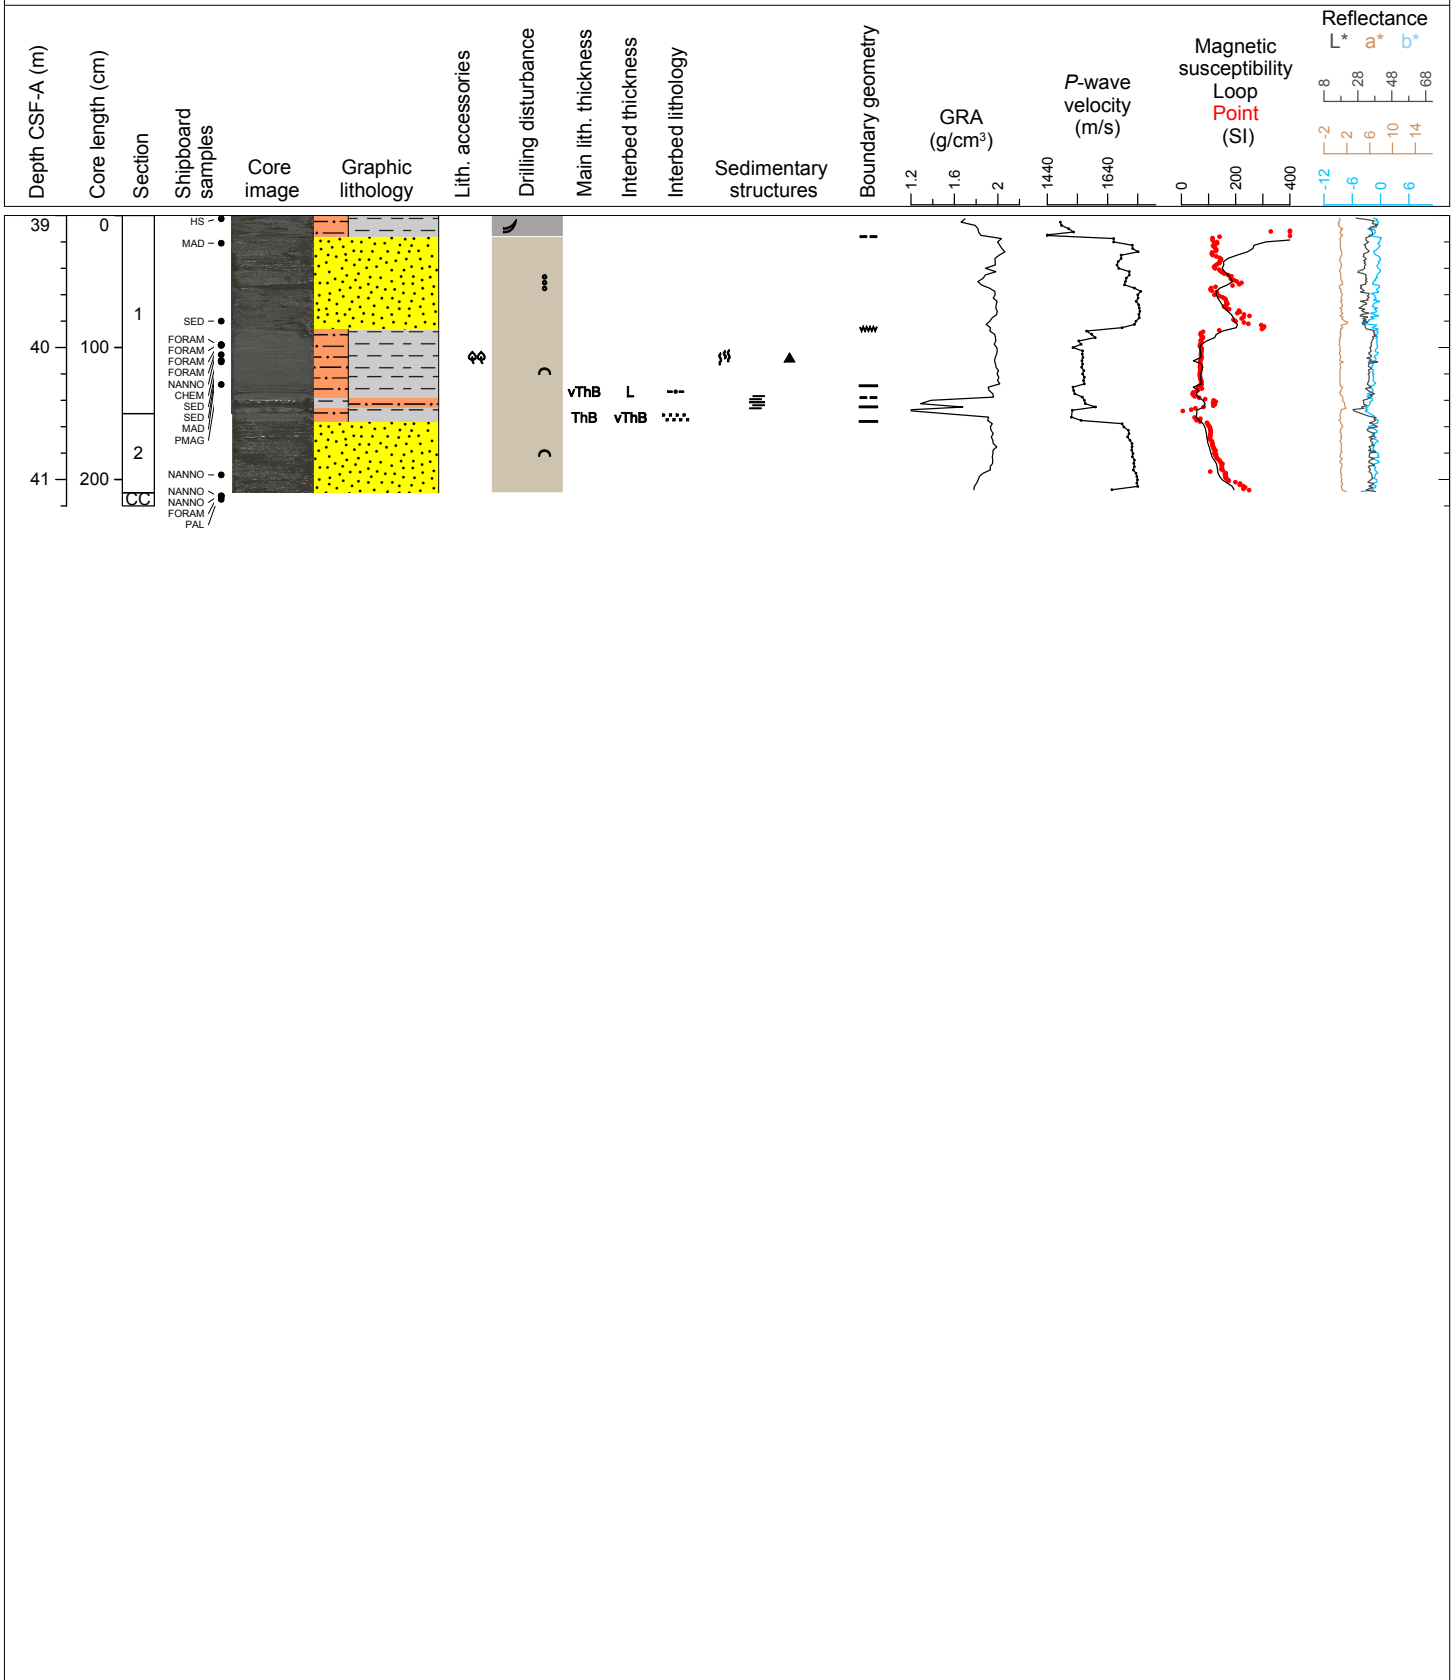 Depth CSF-A (m)
Core length (cm)
Section
Shipboard
samples
Core
image
Graphic
lithology
Lith. accessories
Drilling disturbance
Main lith. thickness
Interbed thickness
Interbed lithology
Sedimentary
structures
Boundary geometry
GRA
(g/cm³)
1.2 1.6 2
P-wave
velocity
(m/s)
1440 1640
Magnetic
susceptibility
Loop
Point
(SI)
0 200 400
Reflectance
L* a* b*
8 28 48 68
-2 2 6 10 14
-12 -6 0 6
39
40
41
0
100
200
1
2
CC
HS
MAD
SED
FORAM
FORAM
FORAM
FORAM
NANNO
CHEM
SED
SED
MAD
PMAG
NANNO
NANNO
NANNO
FORAM
PAL
vThB L
ThB vThB